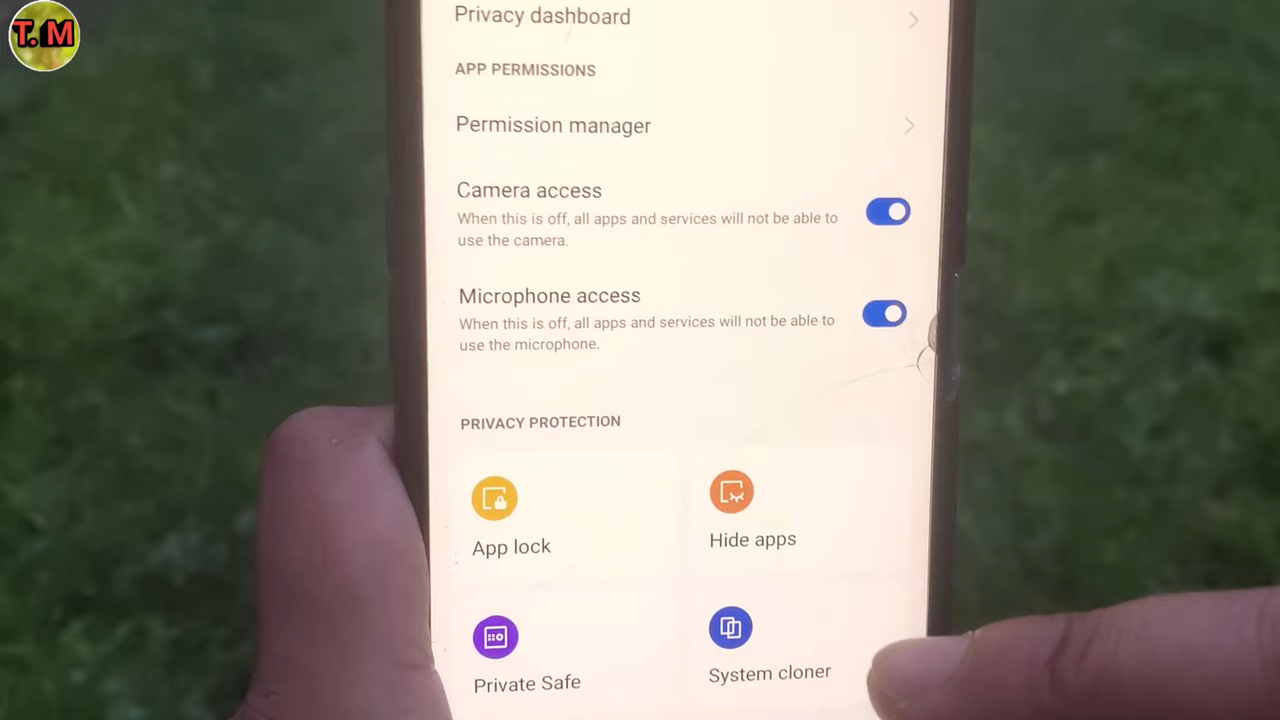 T. M
Privacy dashboard
APP PERMISSIONS
Permission manager
Camera access
When this is off, all apps and services will not be able to
use the camera.
Microphone access
When this is off, all apps and services will not be able to
use the microphone.
PRIVACY PROTECTION
App lock
Hide apps
Private Safe
System cloner